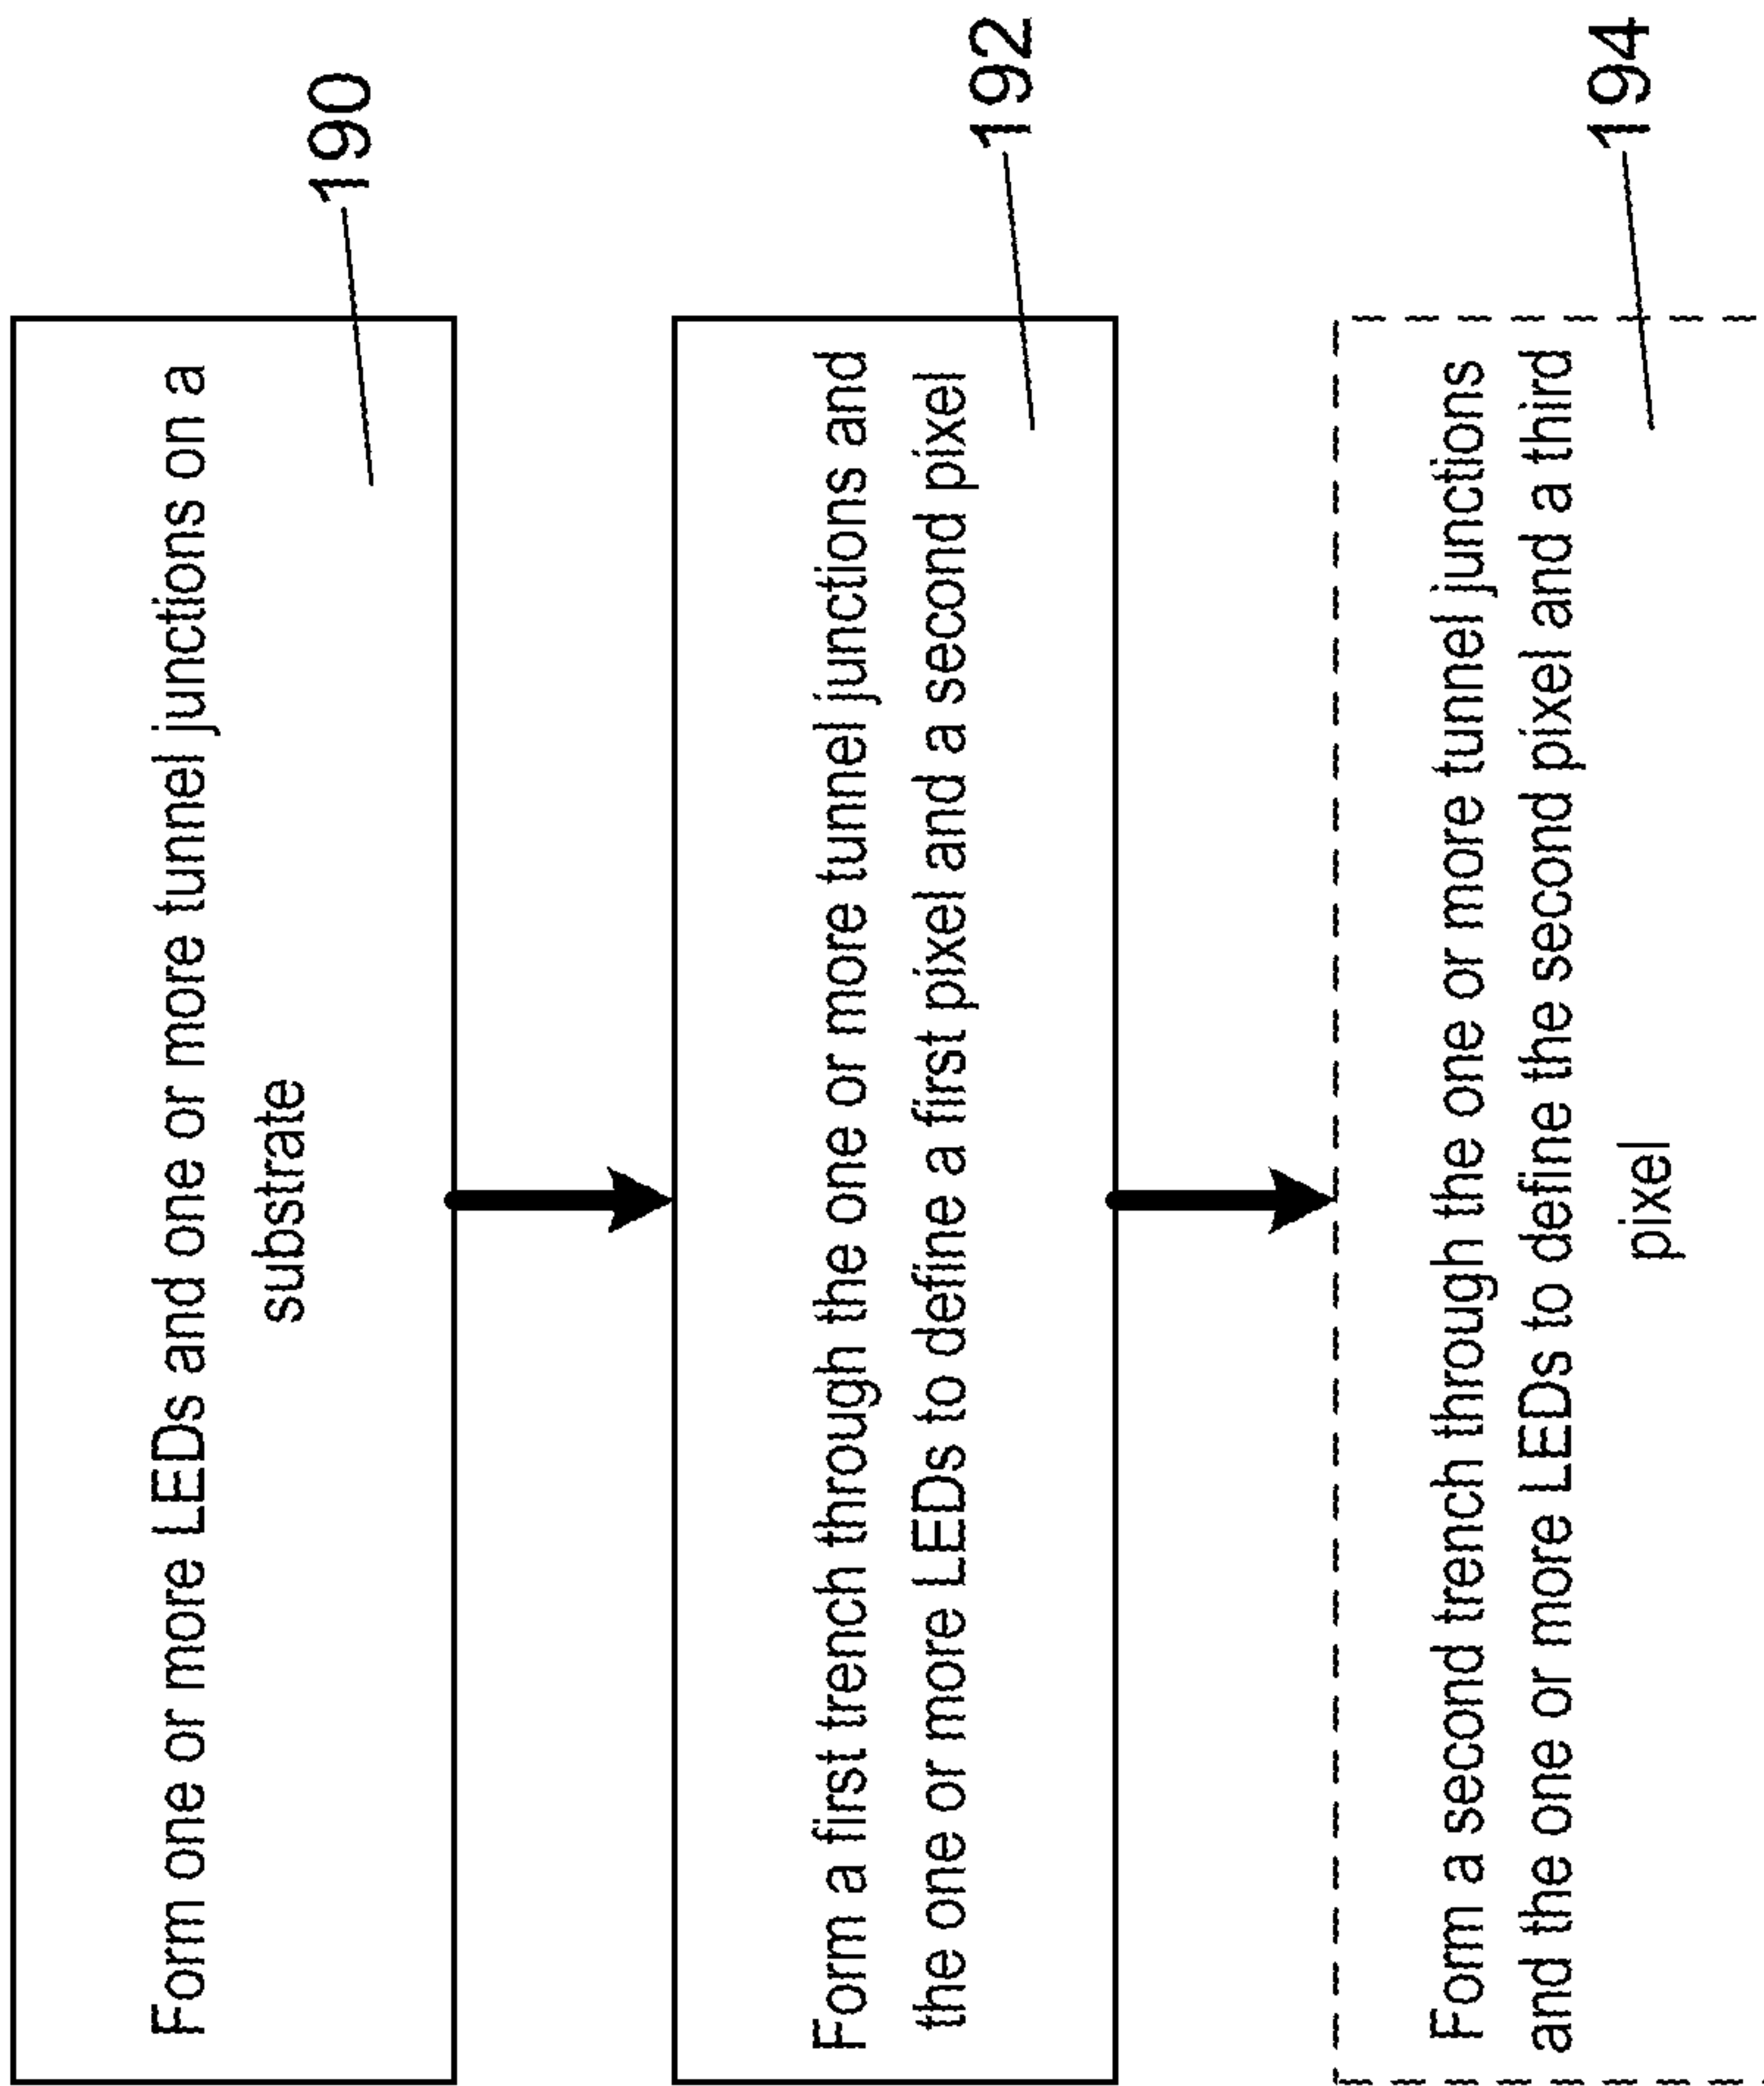 Form one or more LEDs and one or more tunnel junctions on a
substrate
190
Form a first trench through the one or more tunnel junctions and
the one or more LEDs to define a first pixel and a second pixel
192
Form a second trench through the one or more tunnel junctions
and the one or more LEDs to define the second pixel and a third
pixel
194